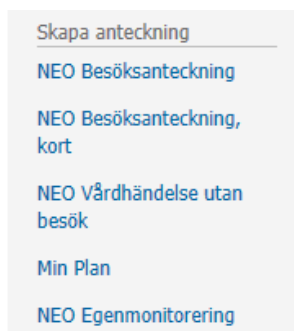 Skapa anteckning
NEO Besöksanteckning
NEO Besöksanteckning,
kort
NEO Vårdhändelse utan
besök
Min Plan
NEO Egenmonitorering